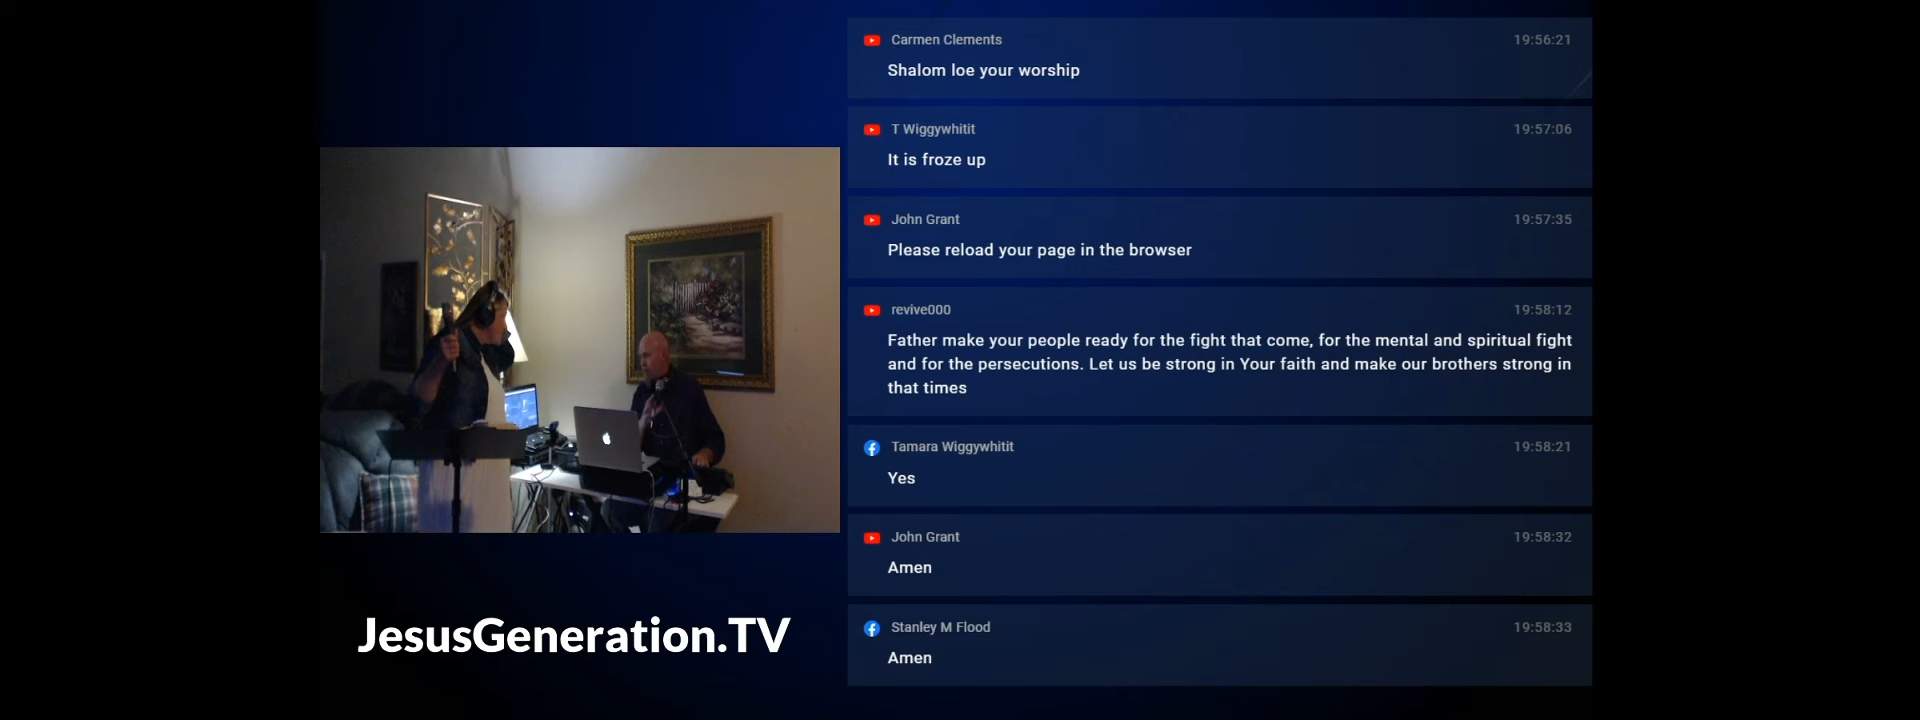 Carmen Clements 19:56:21
Shalom loe your worship
T Wiggywhitit 19:57:06
It is froze up
John Grant 19:57:35
Please reload your page in the browser
revive000 19:58:12
Father make your people ready for the fight that come, for the mental and spiritual fight
and for the persecutions. Let us be strong in Your faith and make our brothers strong in
that times
Tamara Wiggywhitit 19:58:21
Yes
John Grant 19:58:32
Amen
Stanley M Flood 19:58:33
Amen
JesusGeneration.TV